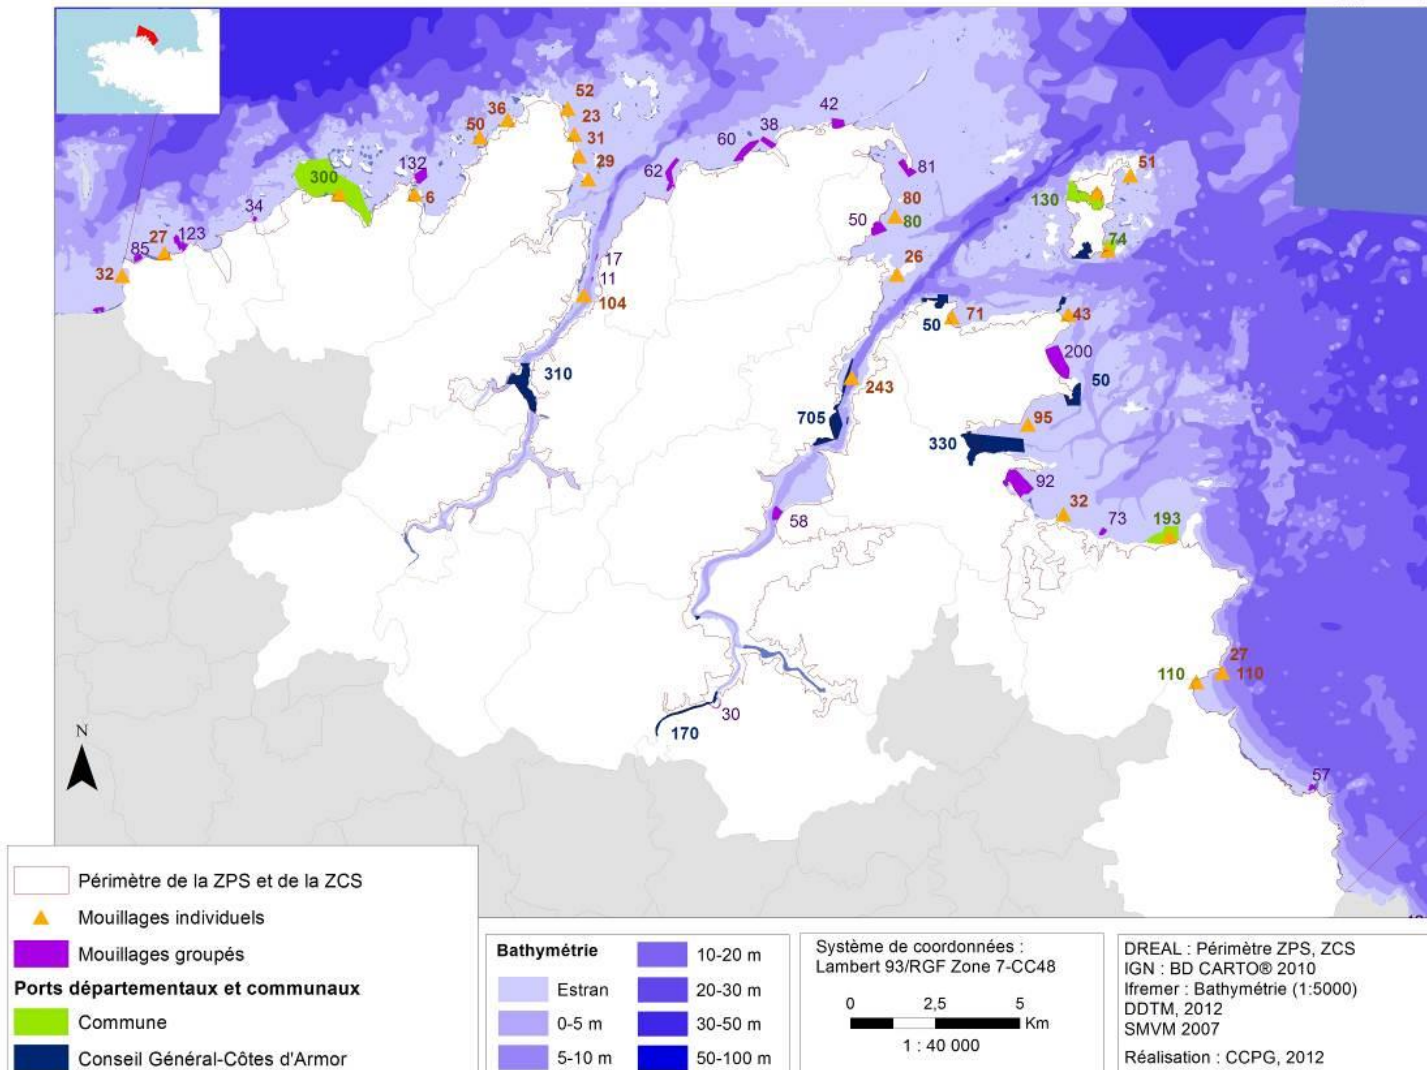 52
36
23
50
31
29
42
38
60
62
81
132
300
6
51
130
80
80
50
34
123
27
85
32
74
26
17
11
104
71
50
43
200
310
50
243
705
95
330
92
58
32
73
193
27
110
110
30
170
57
N
Périmètre de la ZPS et de la ZCS
Mouillages individuels
Mouillages groupés
Ports départementaux et communaux
Commune
Conseil Général-Côtes d'Armor
Bathymétrie
Estran
0-5 m
5-10 m
10-20 m
20-30 m
30-50 m
50-100 m
Système de coordonnées :
Lambert 93/RGF Zone 7-CC48
0 2,5 5
Km
1 : 40 000
DREAL : Périmètre ZPS, ZCS
IGN : BD CARTO® 2010
Ifremer : Bathymétrie (1:5000)
DDTM, 2012
SMVM 2007
Réalisation : CCPG, 2012